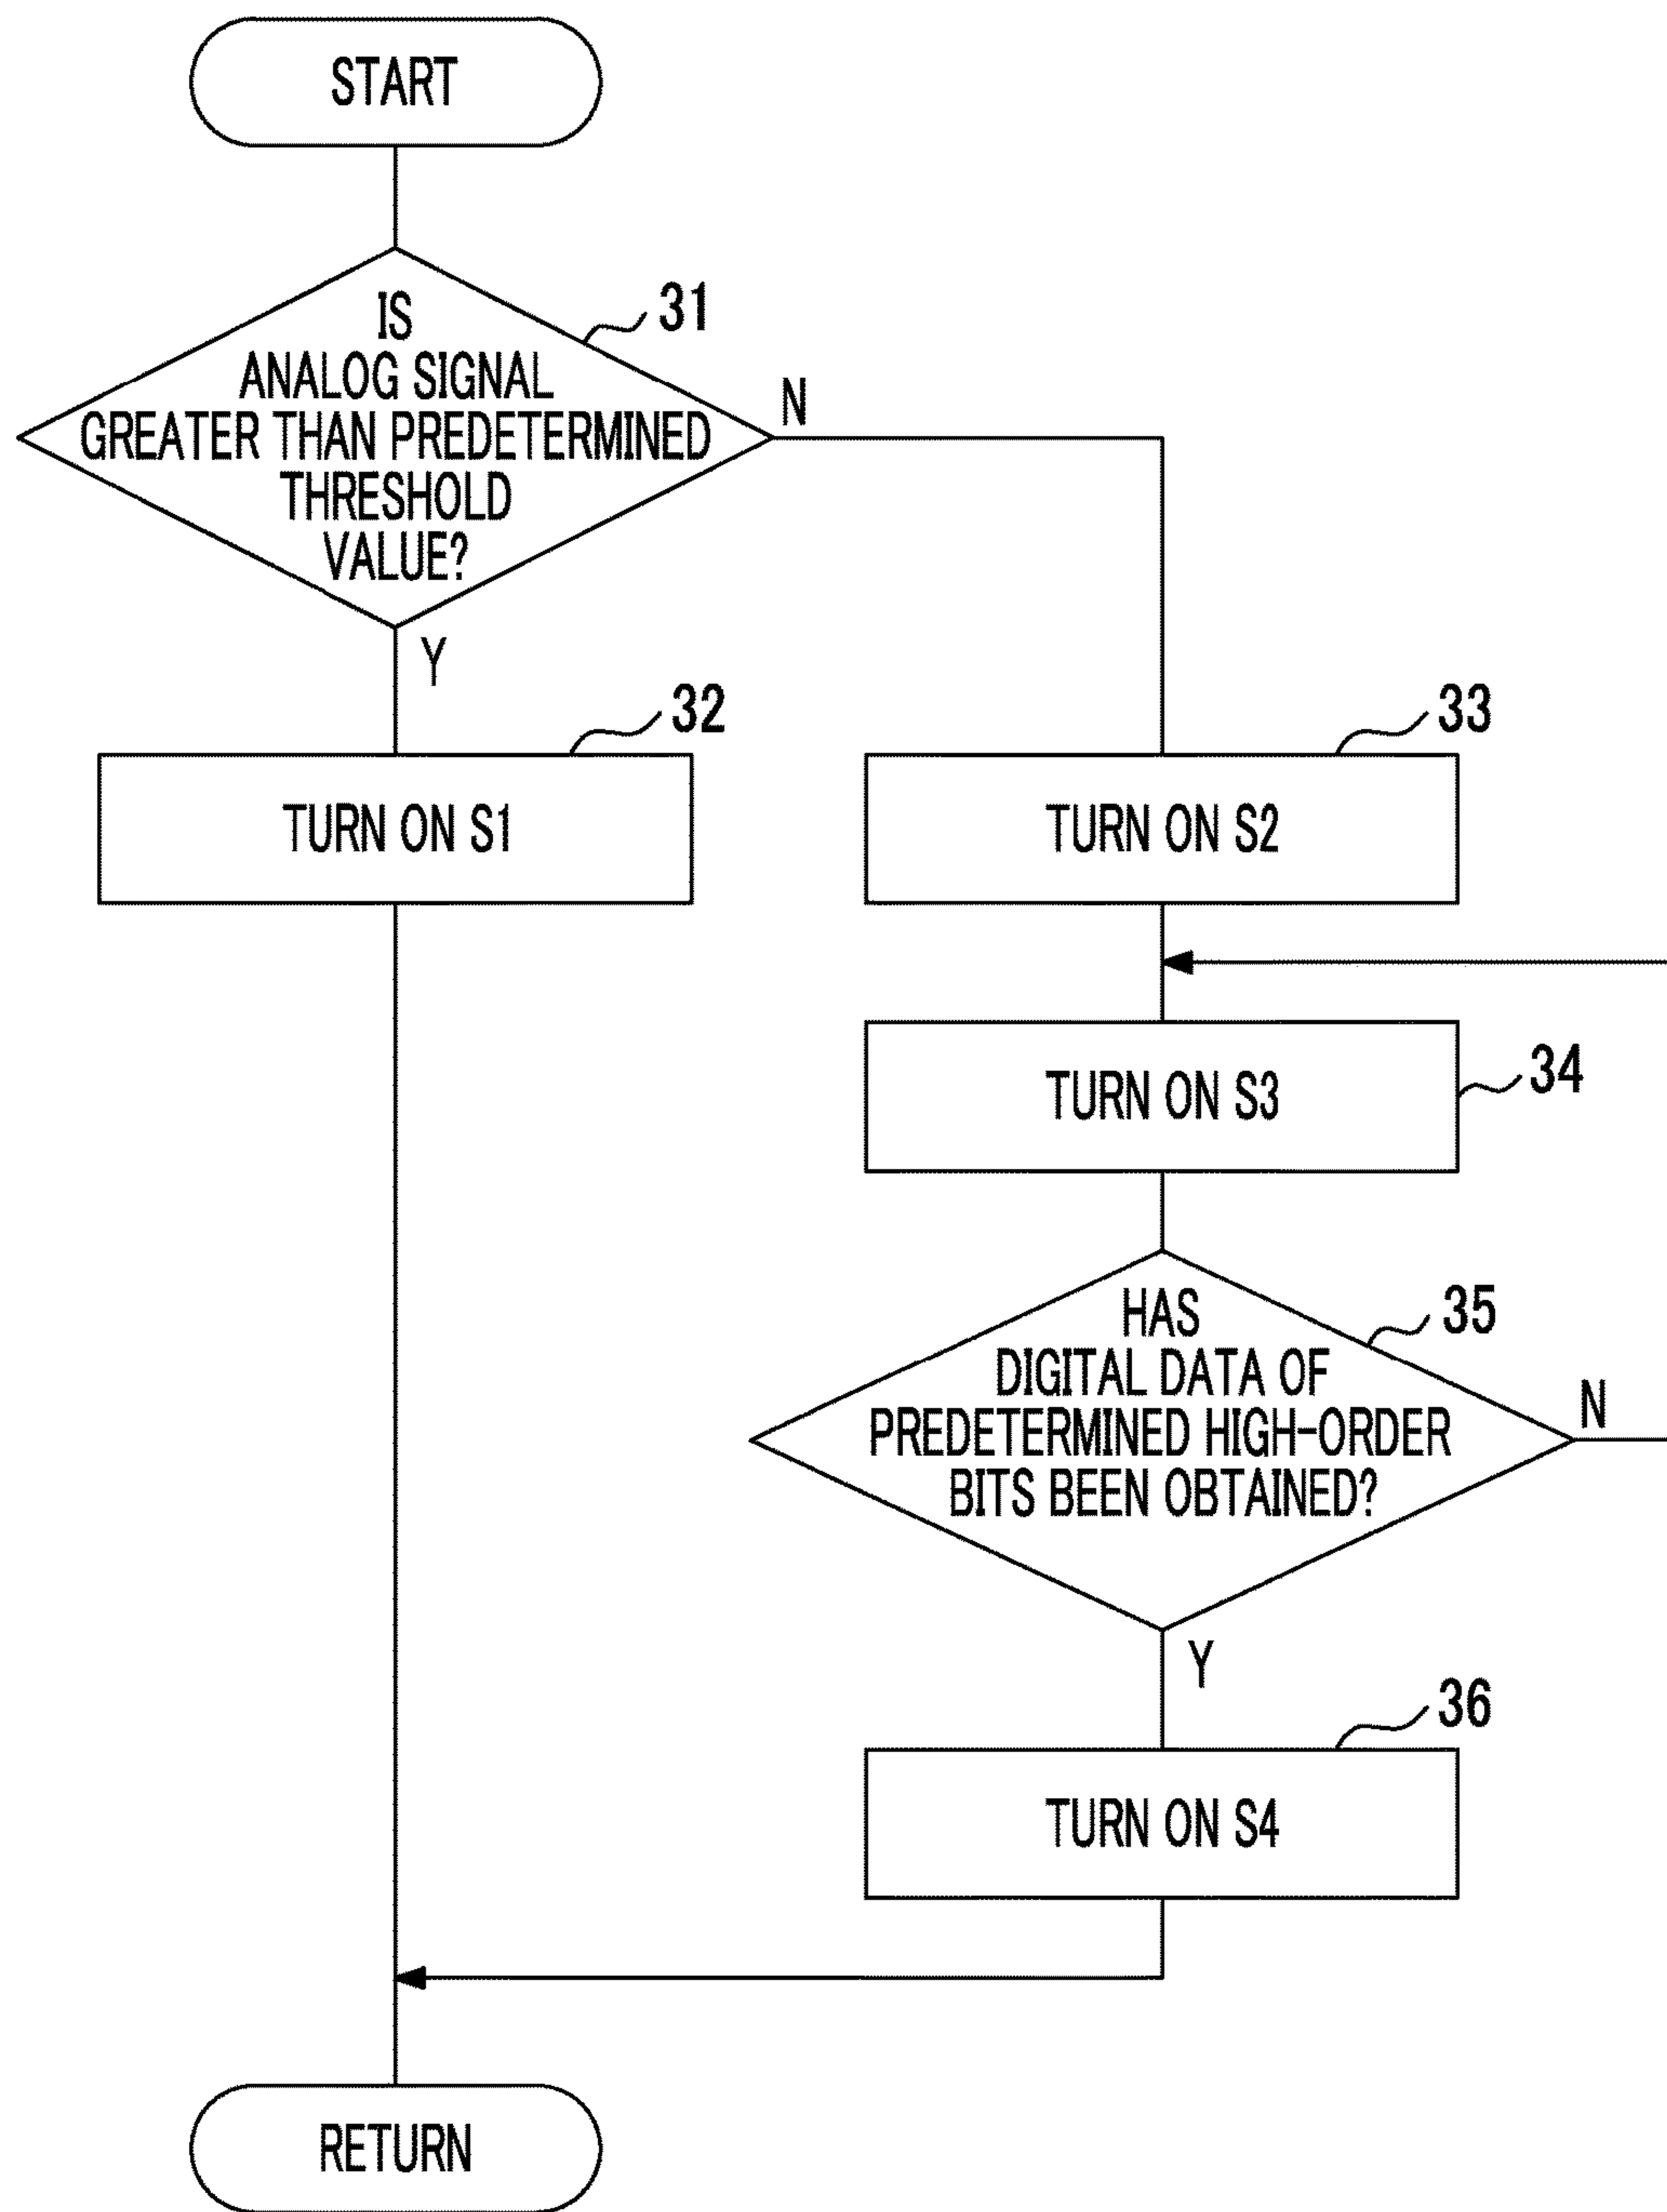 START
IS
ANALOG SIGNAL
GREATER THAN PREDETERMINED
THRESHOLD
VALUE?
31
N
Y
32
TURN ON S1
33
TURN ON S2
TURN ON S3
34
HAS
DIGITAL DATA OF
PREDETERMINED HIGH-ORDER
BITS BEEN OBTAINED?
35
N
Y
36
TURN ON S4
RETURN